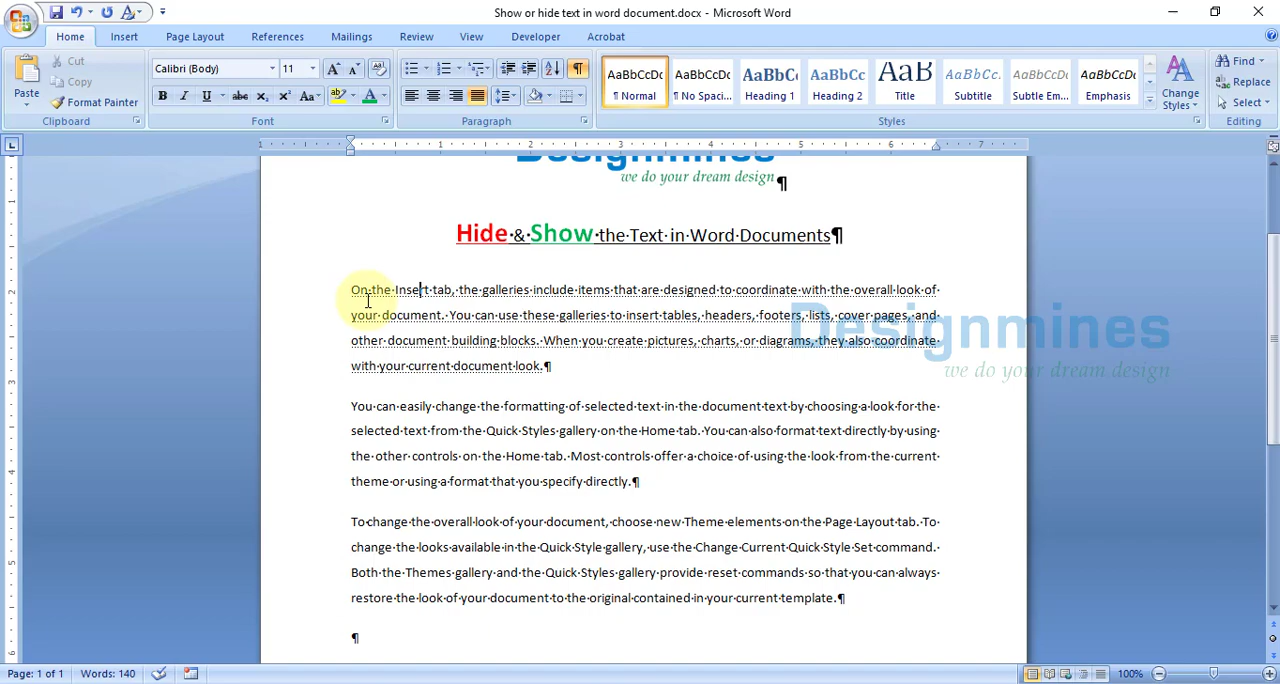 Show or hide text in word document.docx - Microsoft Word
Home Insert Page Layout References Mailings Review View Developer Acrobat
Paste
Cut
Copy
Format Painter
Clipboard
Calibri (Body) 11
Font
Paragraph
AaBbCcDc AaBbCcDc AaBbC AaBbCc AaB AaBbCc. AaBbCcDc AaBbCcDc
¶ Normal ¶ No Spaci... Heading 1 Heading 2 Title Subtitle Subtle Em... Emphasis
Styles
Change Styles
Find
Replace
Select
Editing
1 1 2 3 4 5 6 7
Designmines
we do your dream design ¶
Hide·&·Show·the·Text·in·Word·Documents¶
On·the·Insert·tab,·the·galleries·include·items·that·are·designed·to·coordinate·with·the·overall·look·of·
your·document.·You·can·use·these·galleries·to·insert·tables,·headers,·footers,·lists,·cover·pages,·and·
other·document·building·blocks.·When·you·create·pictures,·charts,·or·diagrams,·they·also·coordinate·
with·your·current·document·look.¶
You·can·easily·change·the·formatting·of·selected·text·in·the·document·text·by·choosing·a·look·for·the·
selected·text·from·the·Quick·Styles·gallery·on·the·Home·tab.·You·can·also·format·text·directly·by·using·
the·other·controls·on·the·Home·tab.·Most·controls·offer·a·choice·of·using·the·look·from·the·current·
theme·or·using·a·format·that·you·specify·directly.¶
To·change·the·overall·look·of·your·document,·choose·new·Theme·elements·on·the·Page·Layout·tab.·To·
change·the·looks·available·in·the·Quick·Style·gallery,·use·the·Change·Current·Quick·Style·Set·command.·
Both·the·Themes·gallery·and·the·Quick·Styles·gallery·provide·reset·commands·so·that·you·can·always·
restore·the·look·of·your·document·to·the·original·contained·in·your·current·template.¶
¶
Designmines
we do your dream design
Page: 1 of 1 Words: 140 100%